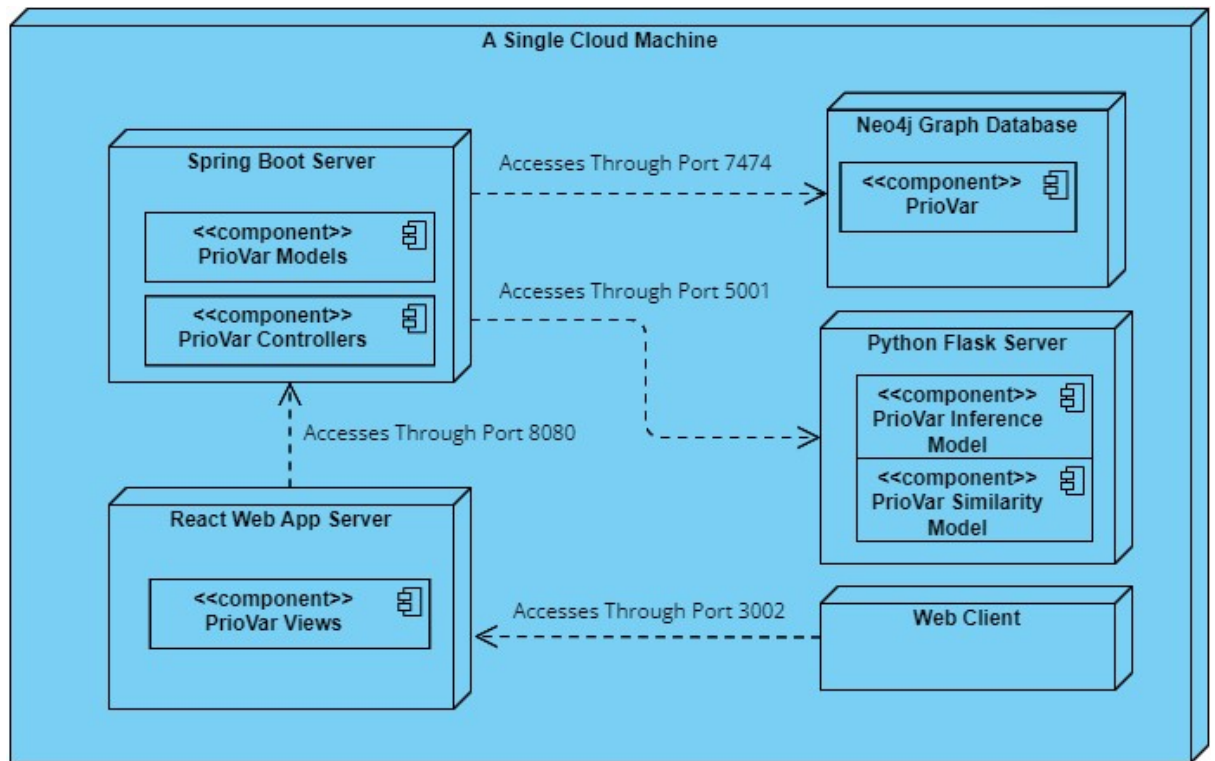 A Single Cloud Machine
Spring Boot Server
<<component>>
PrioVar Models
<<component>>
PrioVar Controllers
Accesses Through Port 7474
Neo4j Graph Database
<<component>>
PrioVar
Accesses Through Port 5001
Python Flask Server
<<component>>
PrioVar Inference
Model
<<component>>
PrioVar Similarity
Model
Accesses Through Port 8080
React Web App Server
<<component>>
PrioVar Views
Accesses Through Port 3002
Web Client